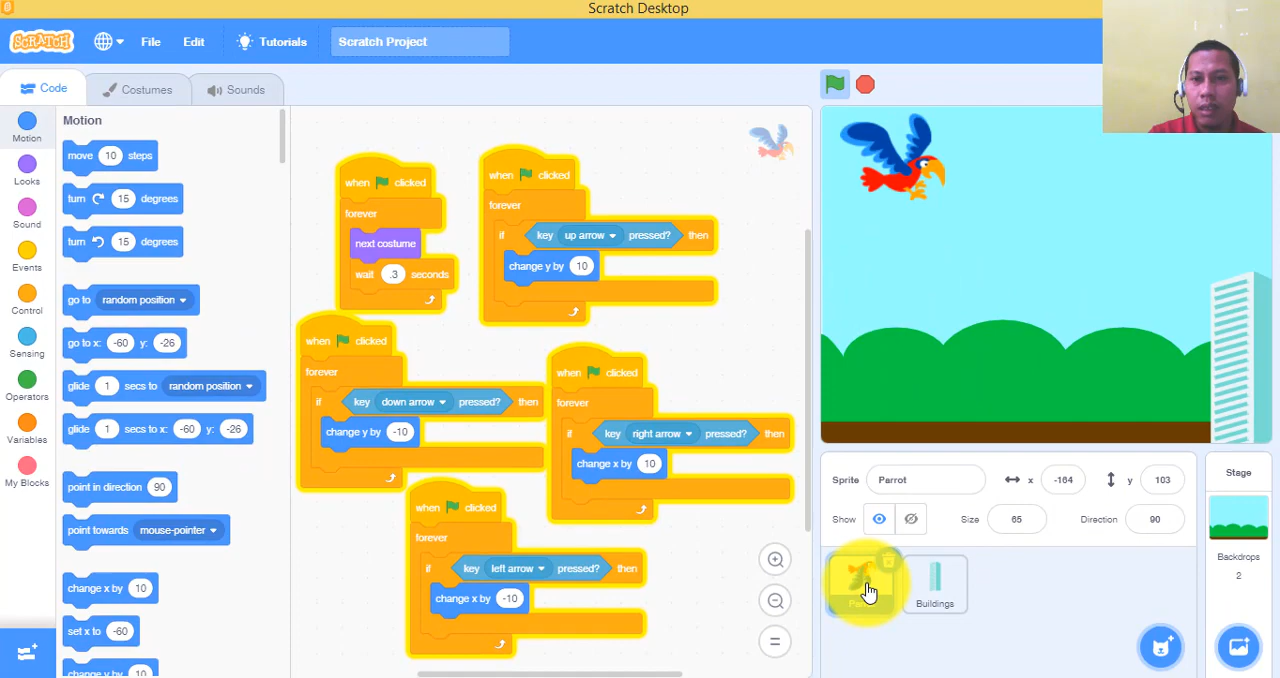 Scratch Desktop
SCRATCH
File Edit Tutorials Scratch Project
Code Costumes Sounds
Motion
Looks
Sound
Events
Control
Sensing
Operators
Variables
My Blocks
Motion
move 10 steps
turn 15 degrees
turn 15 degrees
go to random position
go to x: -60 y: -26
glide 1 secs to random position
glide 1 secs to x: -60 y: -26
point in direction 90
point towards mouse-pointer
change x by 10
set x to -60
change y by 10
when clicked
forever
next costume
wait .3 seconds
when clicked
forever
if key up arrow pressed? then
change y by 10
when clicked
forever
if key down arrow pressed? then
change y by -10
when clicked
forever
if key right arrow pressed? then
change x by 10
when clicked
forever
if key left arrow pressed? then
change x by -10
Sprite Parrot x -164 y 103
Show Size 65 Direction 90
Buildings
Stage
Backdrops
2